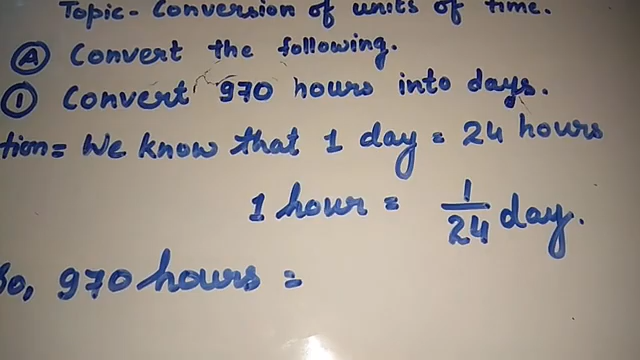 Topic- Conversion of units of time.
Ⓐ Convert the following.
① Convert 970 hours into days.
tion= We know that 1 day = 24 hours
1 hour = 1/24 day.
So, 970 hours =